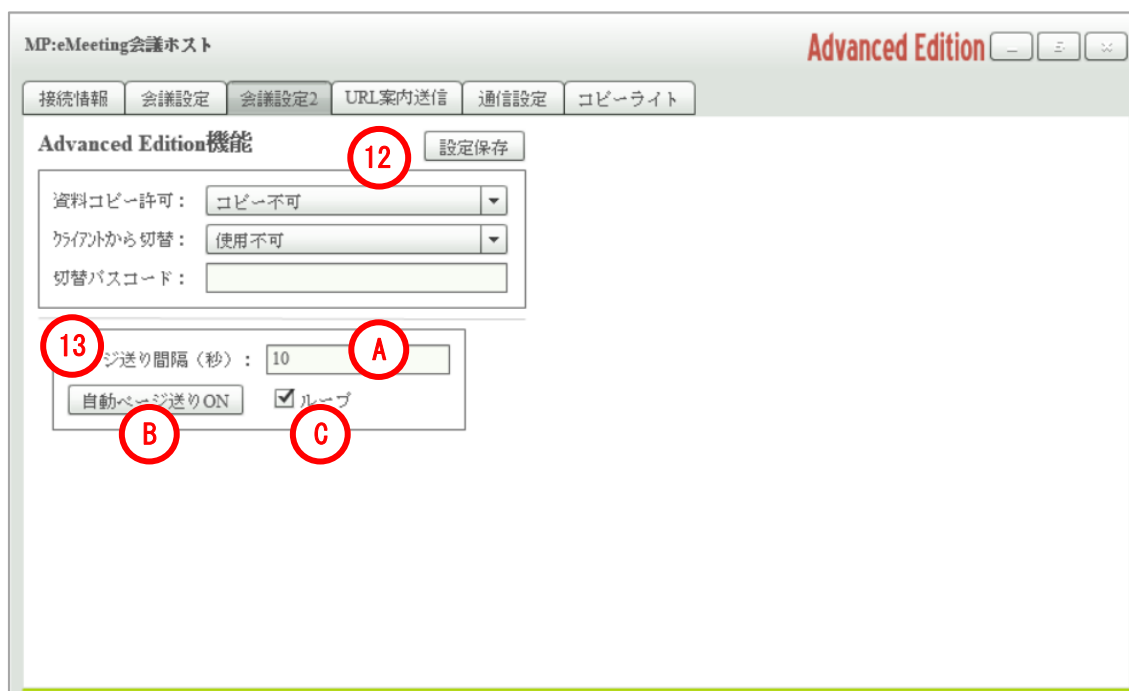 MP:eMeeting会議ホスト
Advanced Edition
接続情報 会議設定 会議設定2 URL案内送信 通信設定 コピーライト
Advanced Edition機能
12
設定保存
資料コピー許可： コピー不可
ｸﾗｲｱﾝﾄから切替： 使用不可
切替パスコード：
13
ジ送り間隔（秒）： 10
A
自動ページ送りON ループ
B C